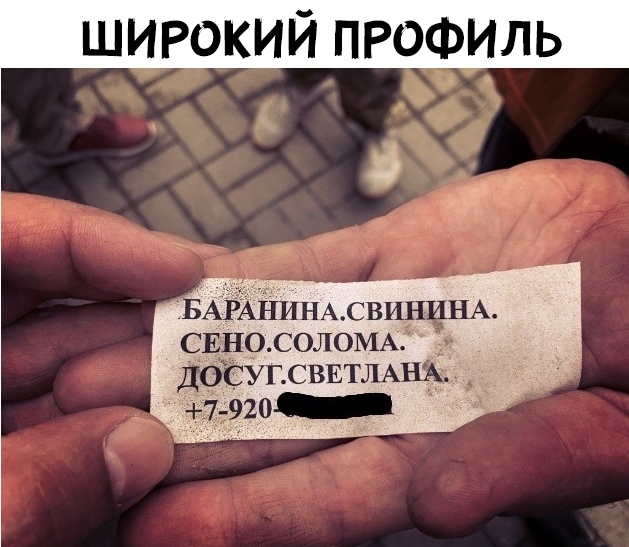 ШИРОКИЙ ПРОФИЛЬ
БАРАНИНА.СВИНИНА.
СЕНО.СОЛОМА.
ДОСУГ.СВЕТЛАНА.
+7-920-